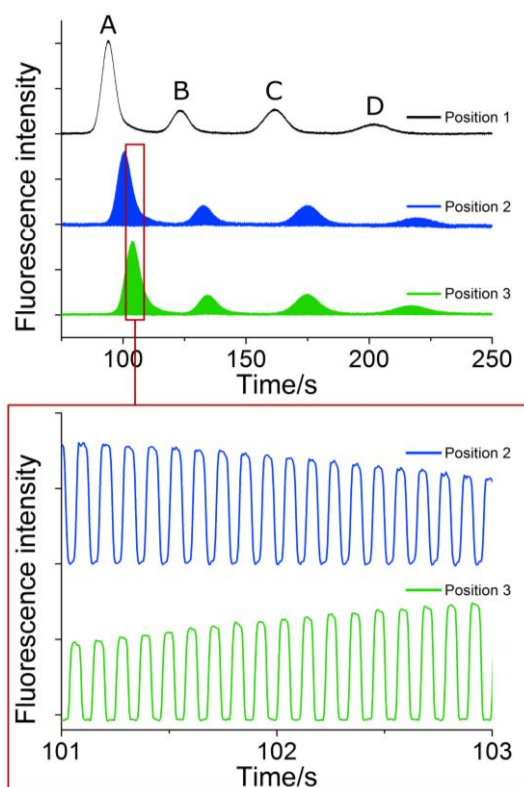 A
B
C
D
Position 1
Position 2
Position 3
Fluorescence intensity
100
150
200
250
Time/s
Position 2
Position 3
Fluorescence intensity
101
102
103
Time/s